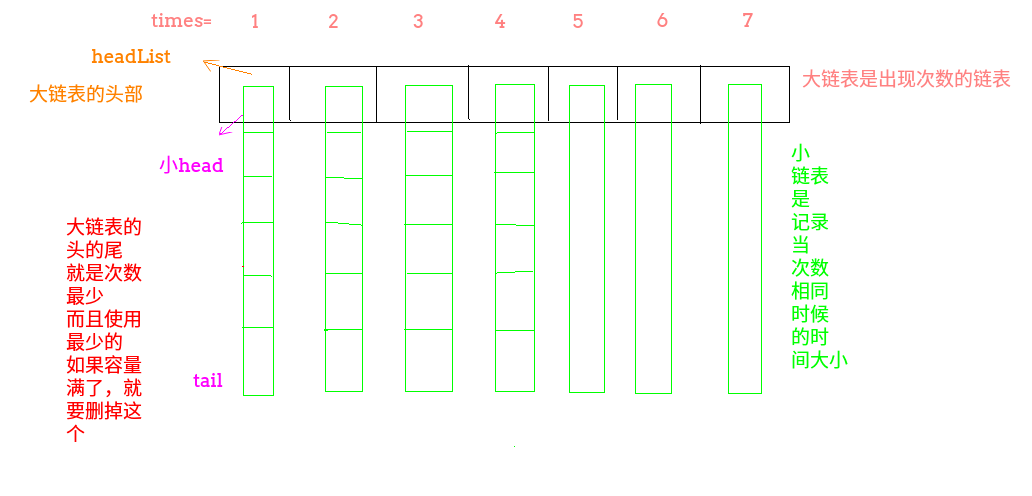 times= 1 2 3 4 5 6 7
headList
大链表的头部
大链表是出现次数的链表
小head
小
链表
是
记录
当
次数
相同
时候
的时
间大小
大链表的
头的尾
就是次数
最少
而且使用
最少的
如果容量
满了，就
要删掉这
个
tail